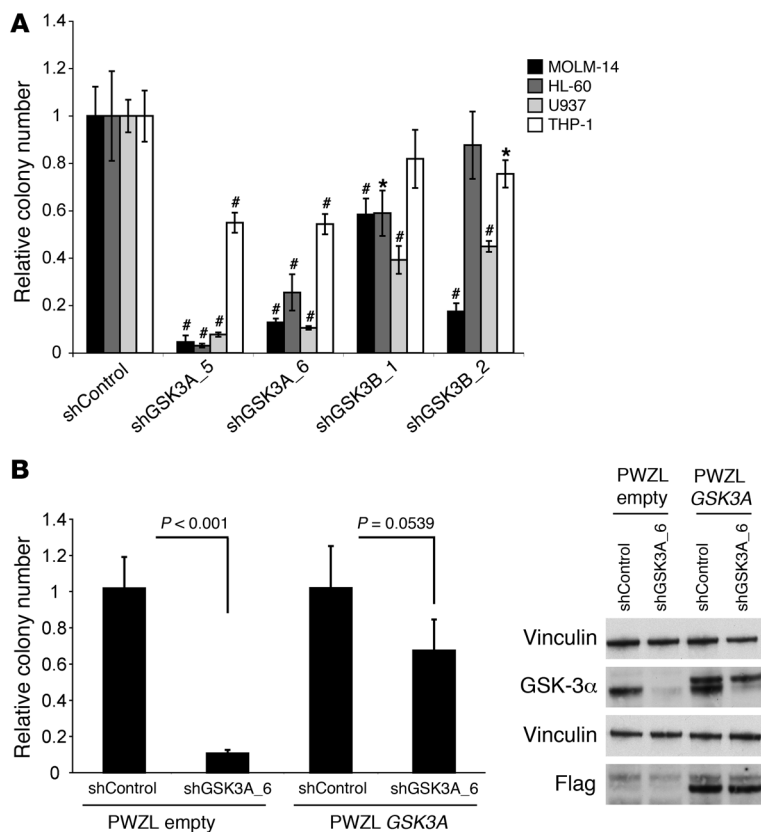 A
Relative colony number
1.4
1.2
1
0.8
0.6
0.4
0.2
0
MOLM-14
HL-60
U937
THP-1
# # # #
# # # #
# * #
# # *
shControl
shGSK3A_5
shGSK3A_6
shGSK3B_1
shGSK3B_2
B
Relative colony number
1.4
1.2
1
0.8
0.6
0.4
0.2
0
P < 0.001
P = 0.0539
shControl shGSK3A_6 shControl shGSK3A_6
PWZL empty
PWZL GSK3A
PWZL empty
PWZL GSK3A
shControl
shGSK3A_6
shControl
shGSK3A_6
Vinculin
GSK-3α
Vinculin
Flag